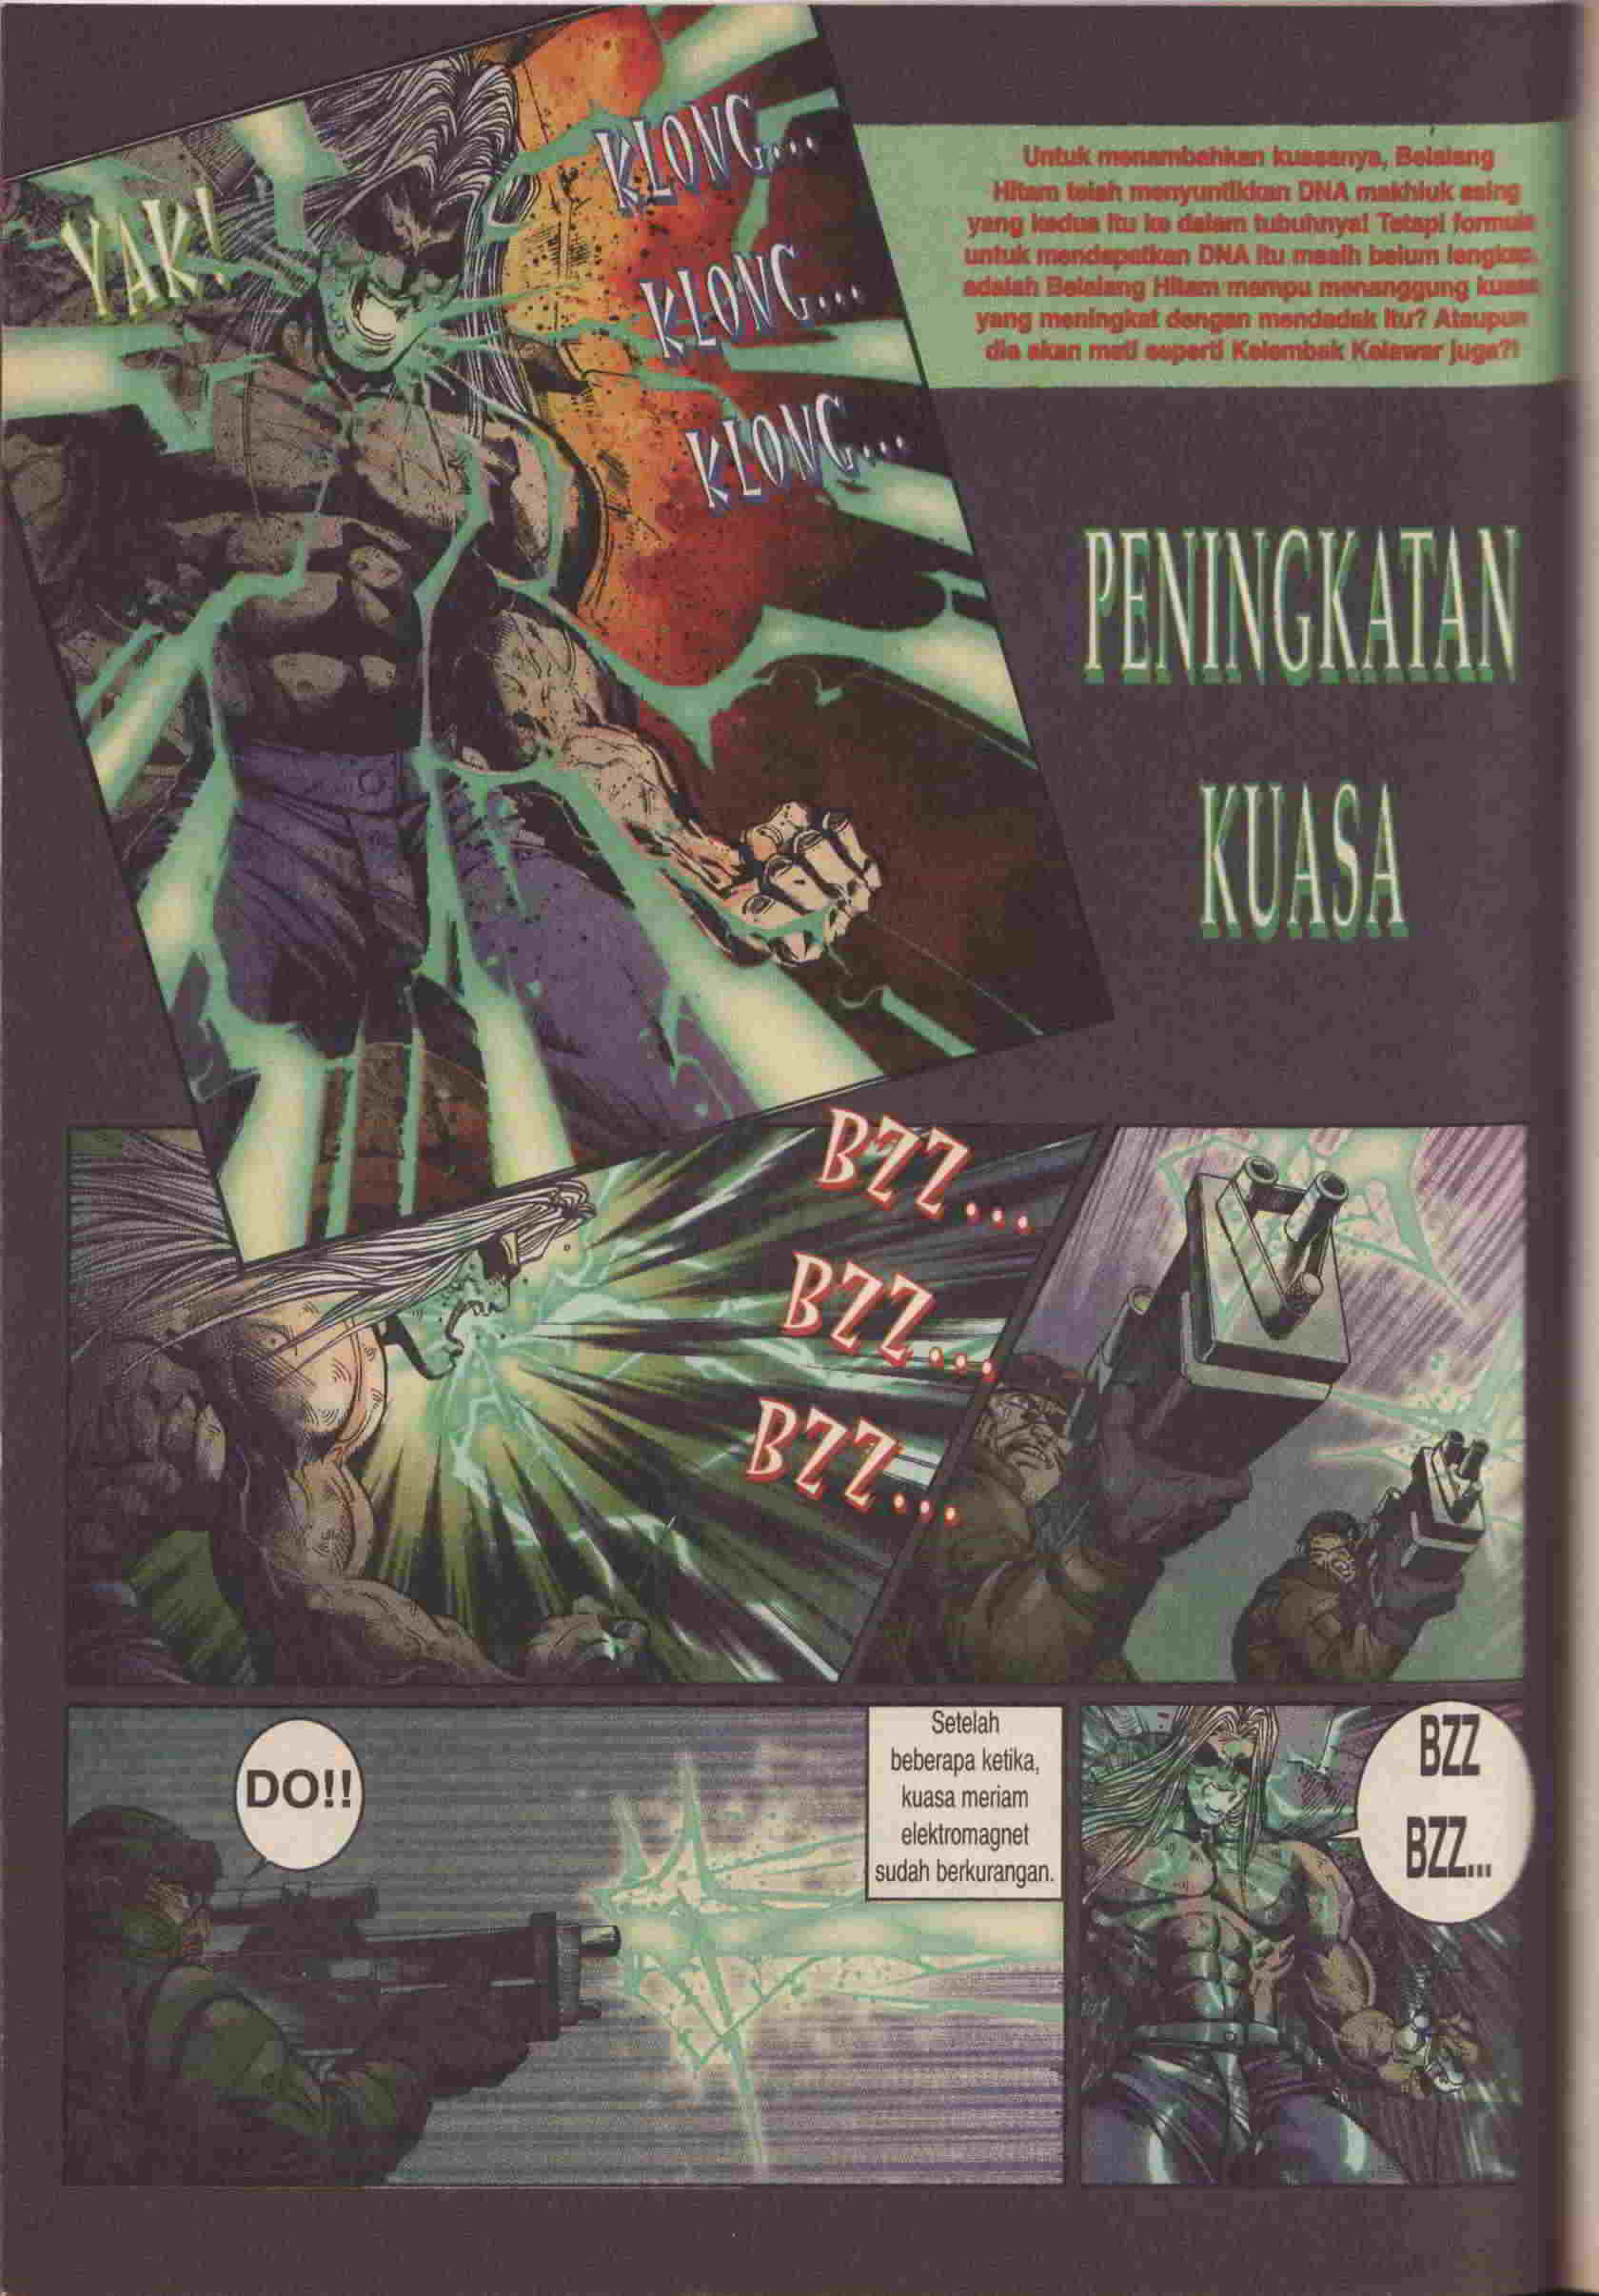 YAK!
KLONG...
KLONG...
KLONG...
Untuk menambahkan kuasanya, Belalang
Hitam telah menyuntikkan DNA makhluk asing
yang kedua itu ke dalam tubuhnya! Tetapi formula
untuk mendapatkan DNA itu masih belum lengkap,
adalah Belalang Hitam mampu menanggung kuasa
yang meningkat dengan mendadak itu? Ataupun
dia akan mati seperti Kelembak Kelawar juga?!
PENINGKATAN
KUASA
BZZ...
BZZ...
BZZ...
DO!!
Setelah
beberapa ketika,
kuasa meriam
elektromagnet
sudah berkurangan.
BZZ
BZZ...